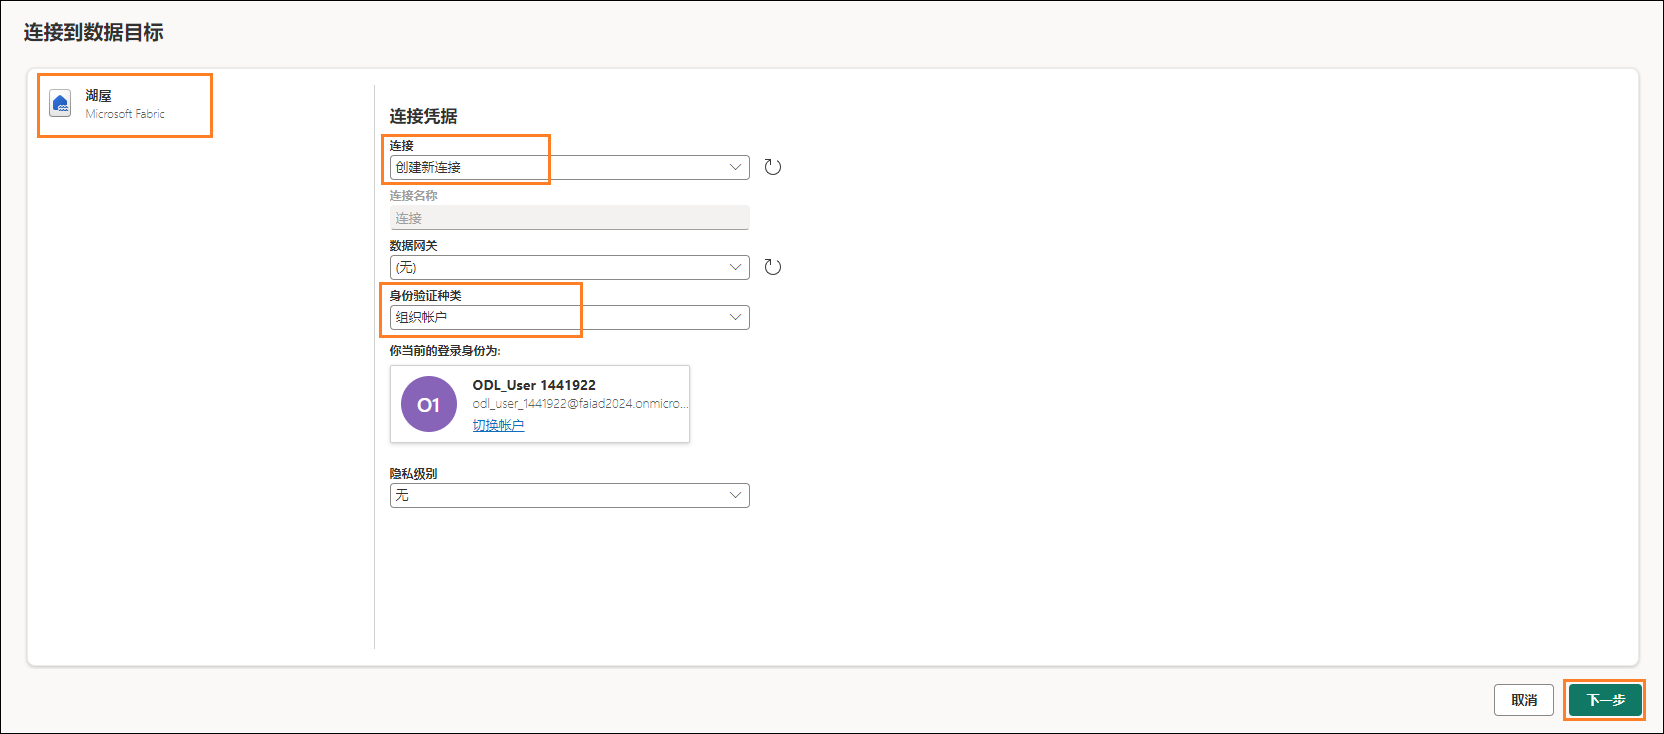 连接到数据目标
湖屋
Microsoft Fabric
连接凭据
连接
创建新连接
连接名称
连接
数据网关
(无)
身份验证种类
组织帐户
你当前的登录身份为:
O1
ODL_User 1441922
odl_user_1441922@faiad2024.onmicro...
切换帐户
隐私级别
无
取消
下一步